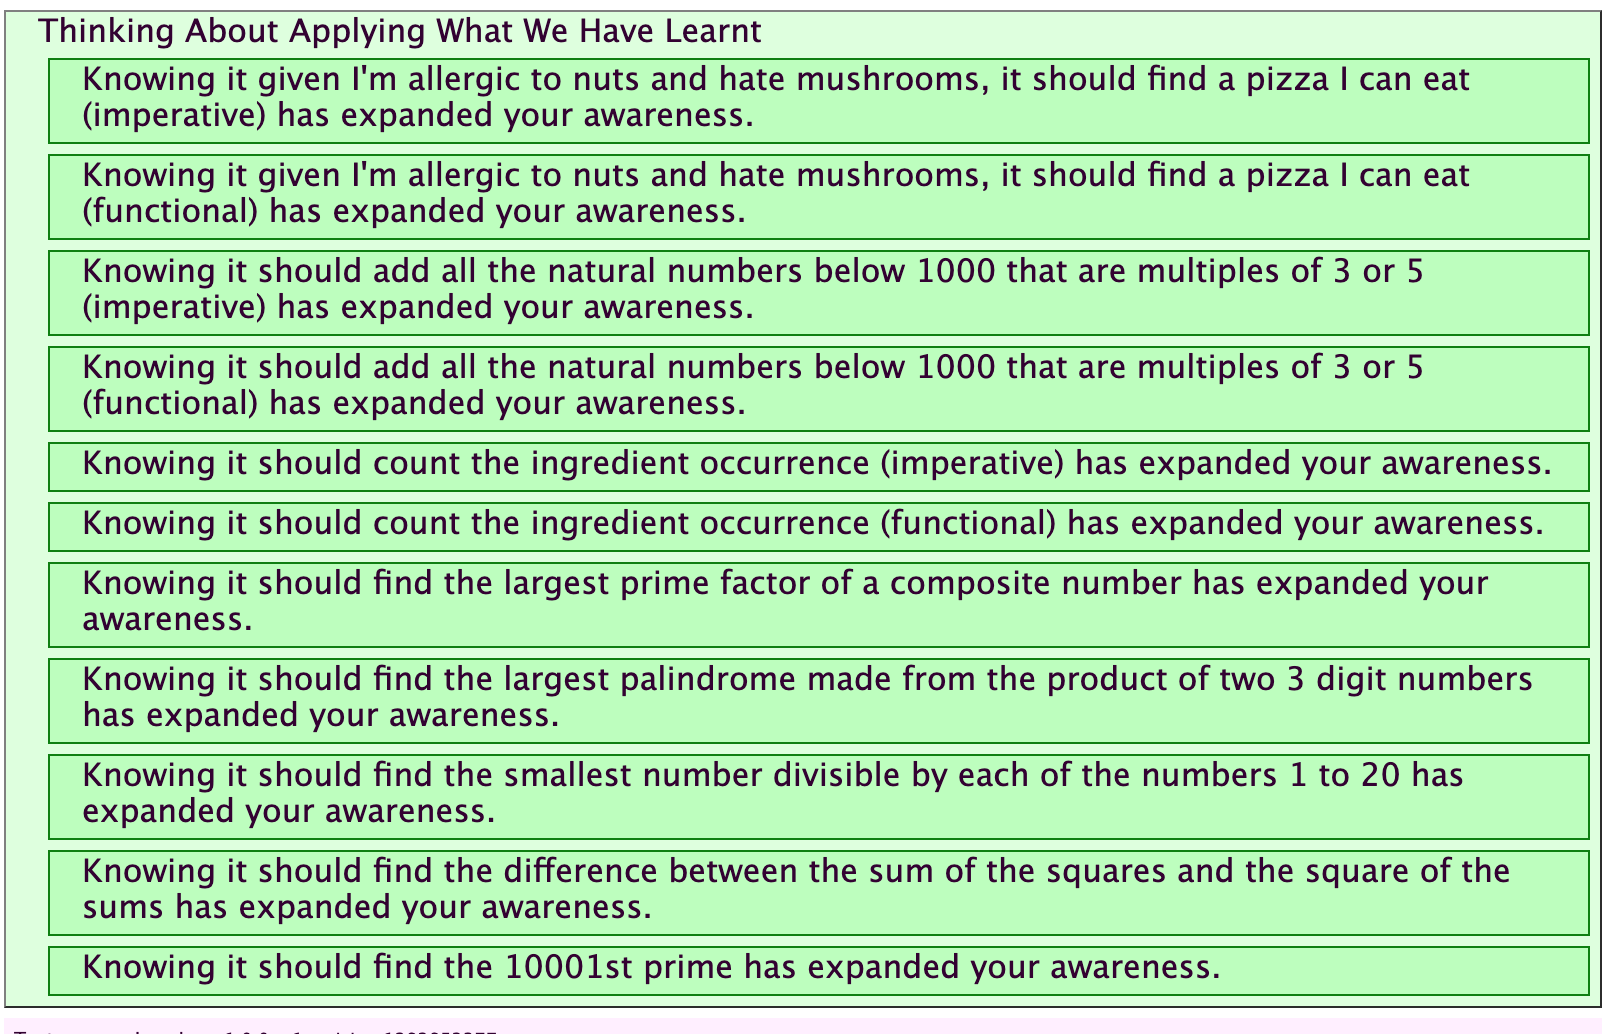 Thinking About Applying What We Have Learnt
Knowing it given I'm allergic to nuts and hate mushrooms, it should find a pizza I can eat
(imperative) has expanded your awareness.
Knowing it given I'm allergic to nuts and hate mushrooms, it should find a pizza I can eat
(functional) has expanded your awareness.
Knowing it should add all the natural numbers below 1000 that are multiples of 3 or 5
(imperative) has expanded your awareness.
Knowing it should add all the natural numbers below 1000 that are multiples of 3 or 5
(functional) has expanded your awareness.
Knowing it should count the ingredient occurrence (imperative) has expanded your awareness.
Knowing it should count the ingredient occurrence (functional) has expanded your awareness.
Knowing it should find the largest prime factor of a composite number has expanded your
awareness.
Knowing it should find the largest palindrome made from the product of two 3 digit numbers
has expanded your awareness.
Knowing it should find the smallest number divisible by each of the numbers 1 to 20 has
expanded your awareness.
Knowing it should find the difference between the sum of the squares and the square of the
sums has expanded your awareness.
Knowing it should find the 10001st prime has expanded your awareness.